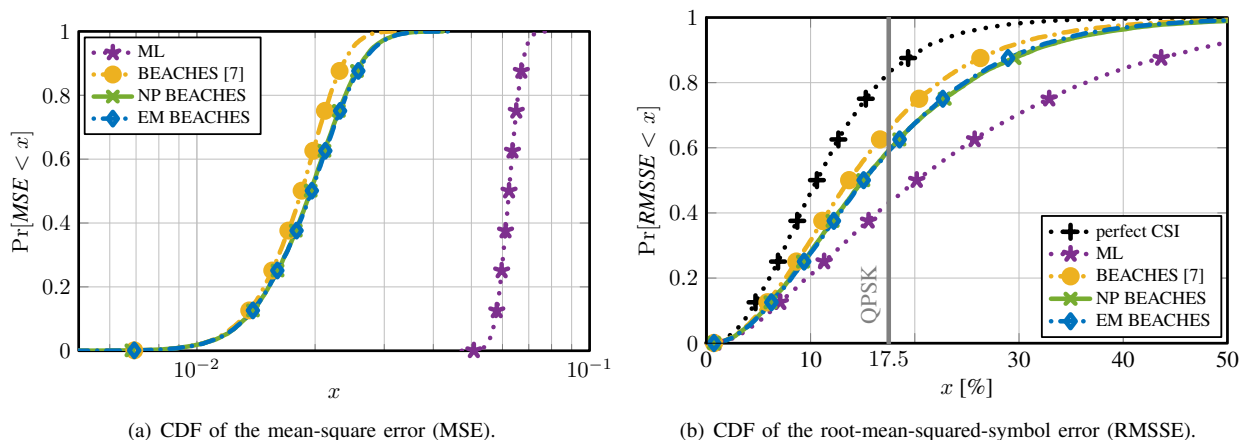 1
0.8
0.6
0.4
0.2
0
Pr[MSE < x]
ML
BEACHES [7]
NP BEACHES
EM BEACHES
10−2
10−1
x
(a) CDF of the mean-square error (MSE).
1
0.8
0.6
0.4
0.2
0
Pr[RMSSE < x]
QPSK
perfect CSI
ML
BEACHES [7]
NP BEACHES
EM BEACHES
0
10
17.5
30
40
50
x [%]
(b) CDF of the root-mean-squared-symbol error (RMSSE).